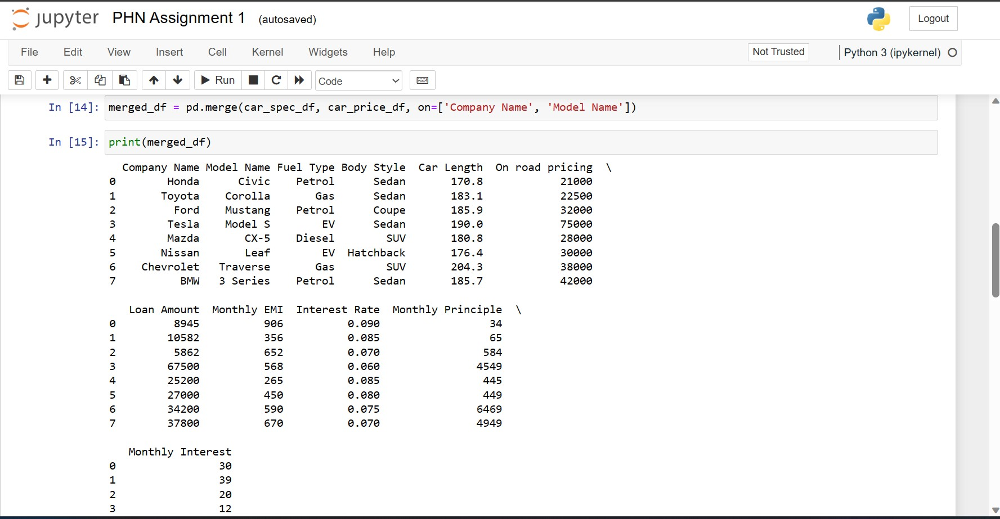 jupyter PHN Assignment 1 (autosaved) Logout
File Edit View Insert Cell Kernel Widgets Help Not Trusted Python 3 (ipykernel)
Run Code
In [14]: merged_df = pd.merge(car_spec_df, car_price_df, on=['Company Name', 'Model Name'])
In [15]: print(merged_df)
Company Name Model Name Fuel Type Body Style Car Length On road pricing \
0 Honda Civic Petrol Sedan 170.8 21000
1 Toyota Corolla Gas Sedan 183.1 22500
2 Ford Mustang Petrol Coupe 185.9 32000
3 Tesla Model S EV Sedan 190.0 75000
4 Mazda CX-5 Diesel SUV 180.8 28000
5 Nissan Leaf EV Hatchback 176.4 30000
6 Chevrolet Traverse Gas SUV 204.3 38000
7 BMW 3 Series Petrol Sedan 185.7 42000
Loan Amount Monthly EMI Interest Rate Monthly Principle \
0 8945 906 0.090 34
1 10582 356 0.085 65
2 5862 652 0.070 584
3 67500 568 0.060 4549
4 25200 265 0.085 445
5 27000 450 0.080 449
6 34200 590 0.075 6469
7 37800 670 0.070 4949
Monthly Interest
0 30
1 39
2 20
3 12